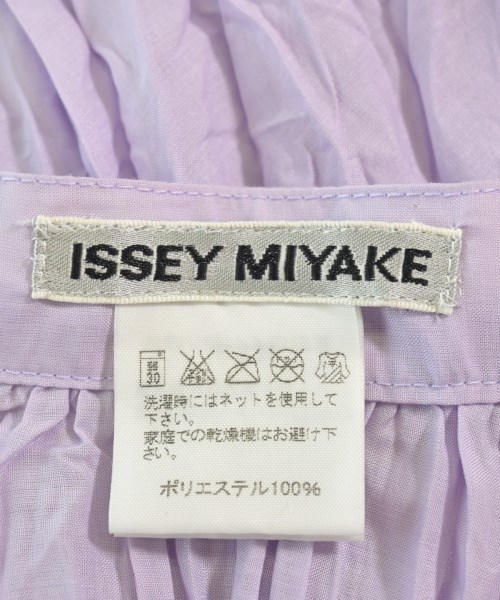 ISSEY MIYAKE
弱
30
洗濯時にはネットを使用して
下さい。
家庭での乾燥機はお避け下
さい。
ポリエステル100%